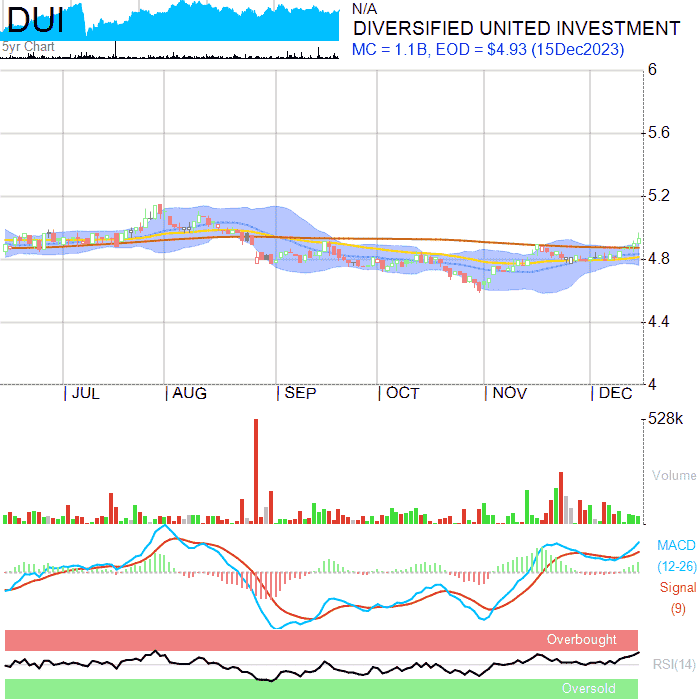 DUI
5yr Chart
N/A
DIVERSIFIED UNITED INVESTMENT
MC = 1.1B, EOD = $4.93 (15Dec2023)
6
5.6
5.2
4.8
4.4
4
JUL AUG SEP OCT NOV DEC
528k
Volume
MACD
(12-26)
Signal
(9)
Overbought
RSI(14)
Oversold